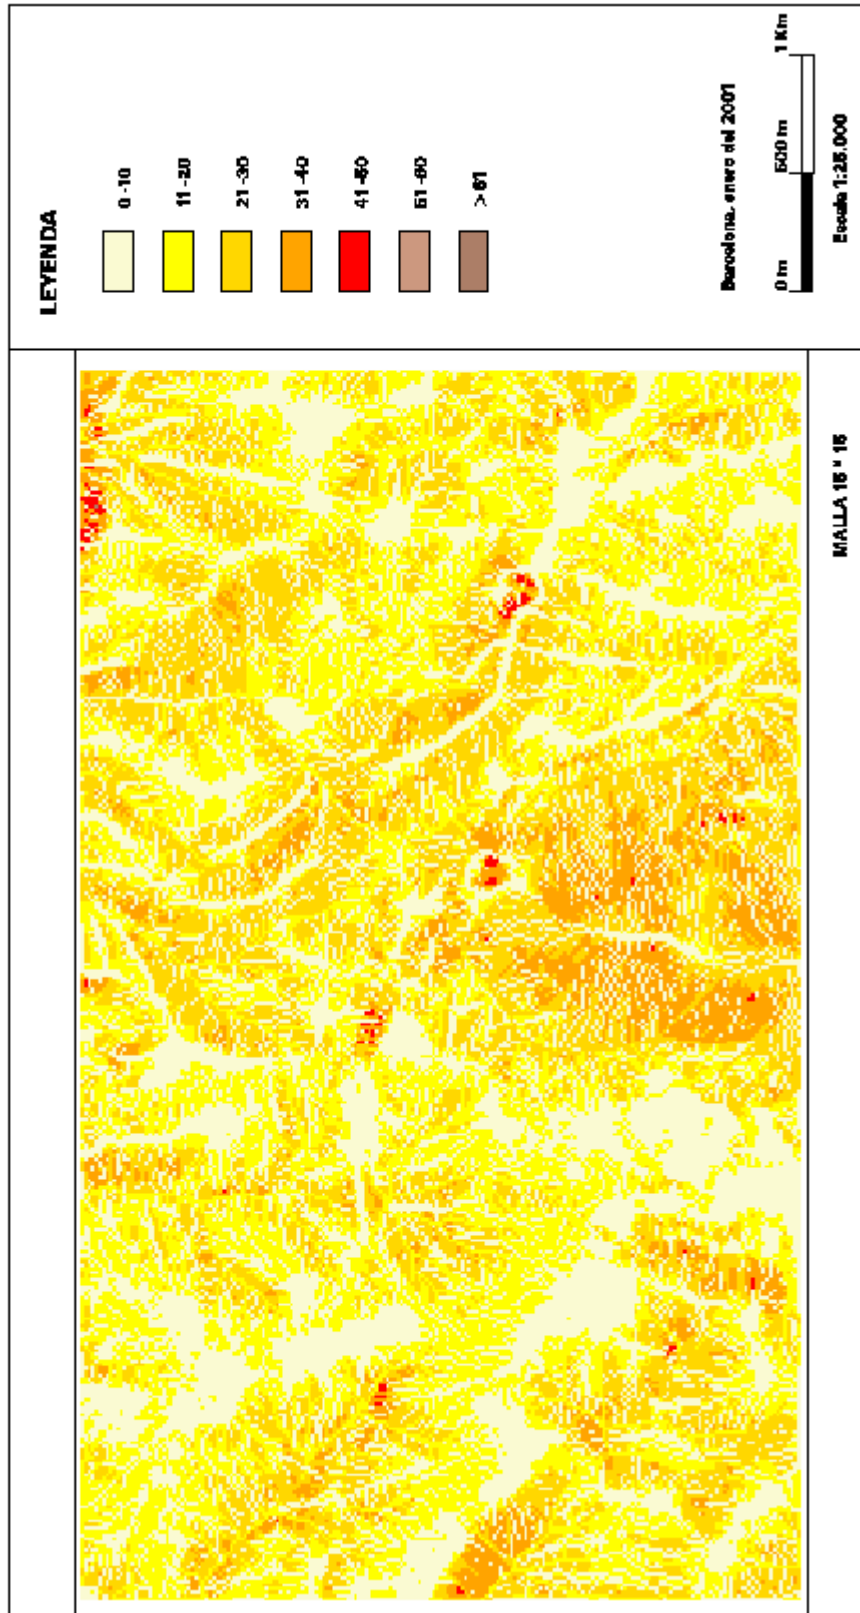 LEYENDA
0 -10
11 -20
21 -30
31 -40
41 -50
51 -60
> 61
Barcelona, enero del 2001
0 m 500 m 1 Km
Escala 1:25.000
MALLA 15 * 15